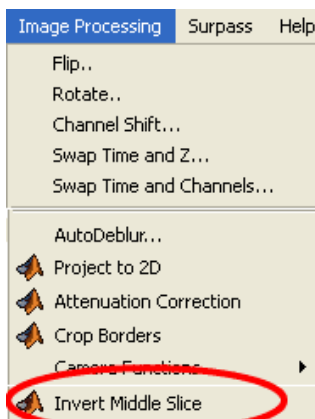 Image Processing Surpass Help
Flip..
Rotate..
Channel Shift...
Swap Time and Z...
Swap Time and Channels...
AutoDeblur...
Project to 2D
Attenuation Correction
Crop Borders
Camera Functions
Invert Middle Slice